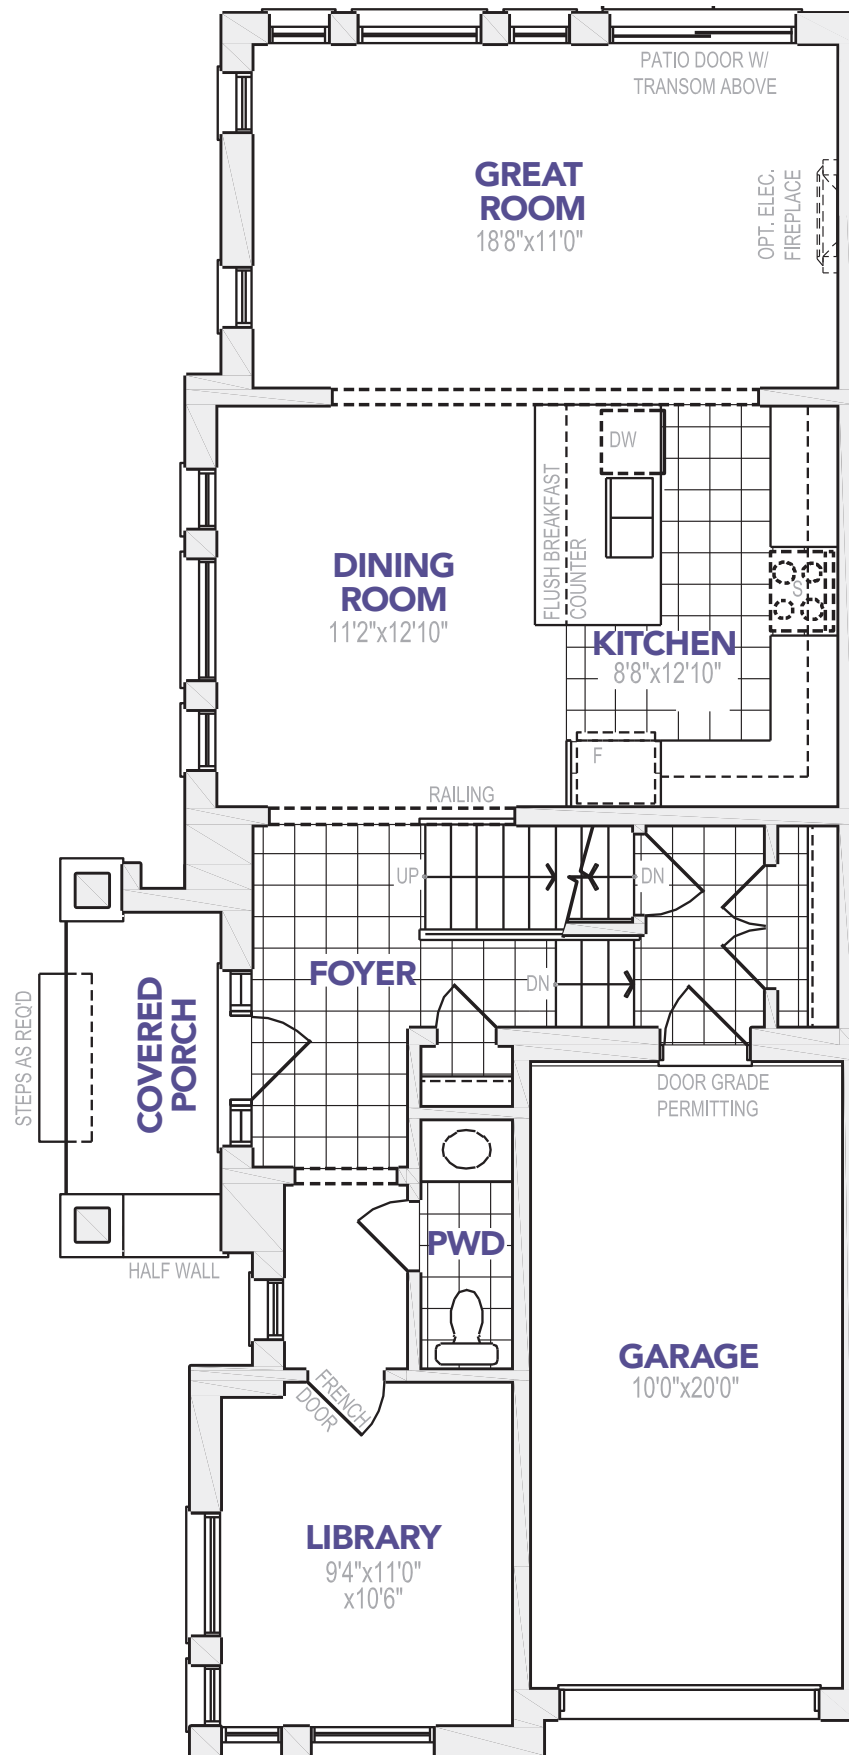 PATIO DOOR W/
TRANSOM ABOVE
GREAT
ROOM
18'8"x11'0"
OPT. ELEC.
FIREPLACE
DW
FLUSH BREAKFAST
COUNTER
DINING
ROOM
11'2"x12'10"
S
KITCHEN
8'8"x12'10"
F
RAILING
UP
DN
FOYER
DN
COVERED
PORCH
STEPS AS REQ'D
DOOR GRADE
PERMITTING
PWD
HALF WALL
FRENCH
DOOR
GARAGE
10'0"x20'0"
LIBRARY
9'4"x11'0"
x10'6"